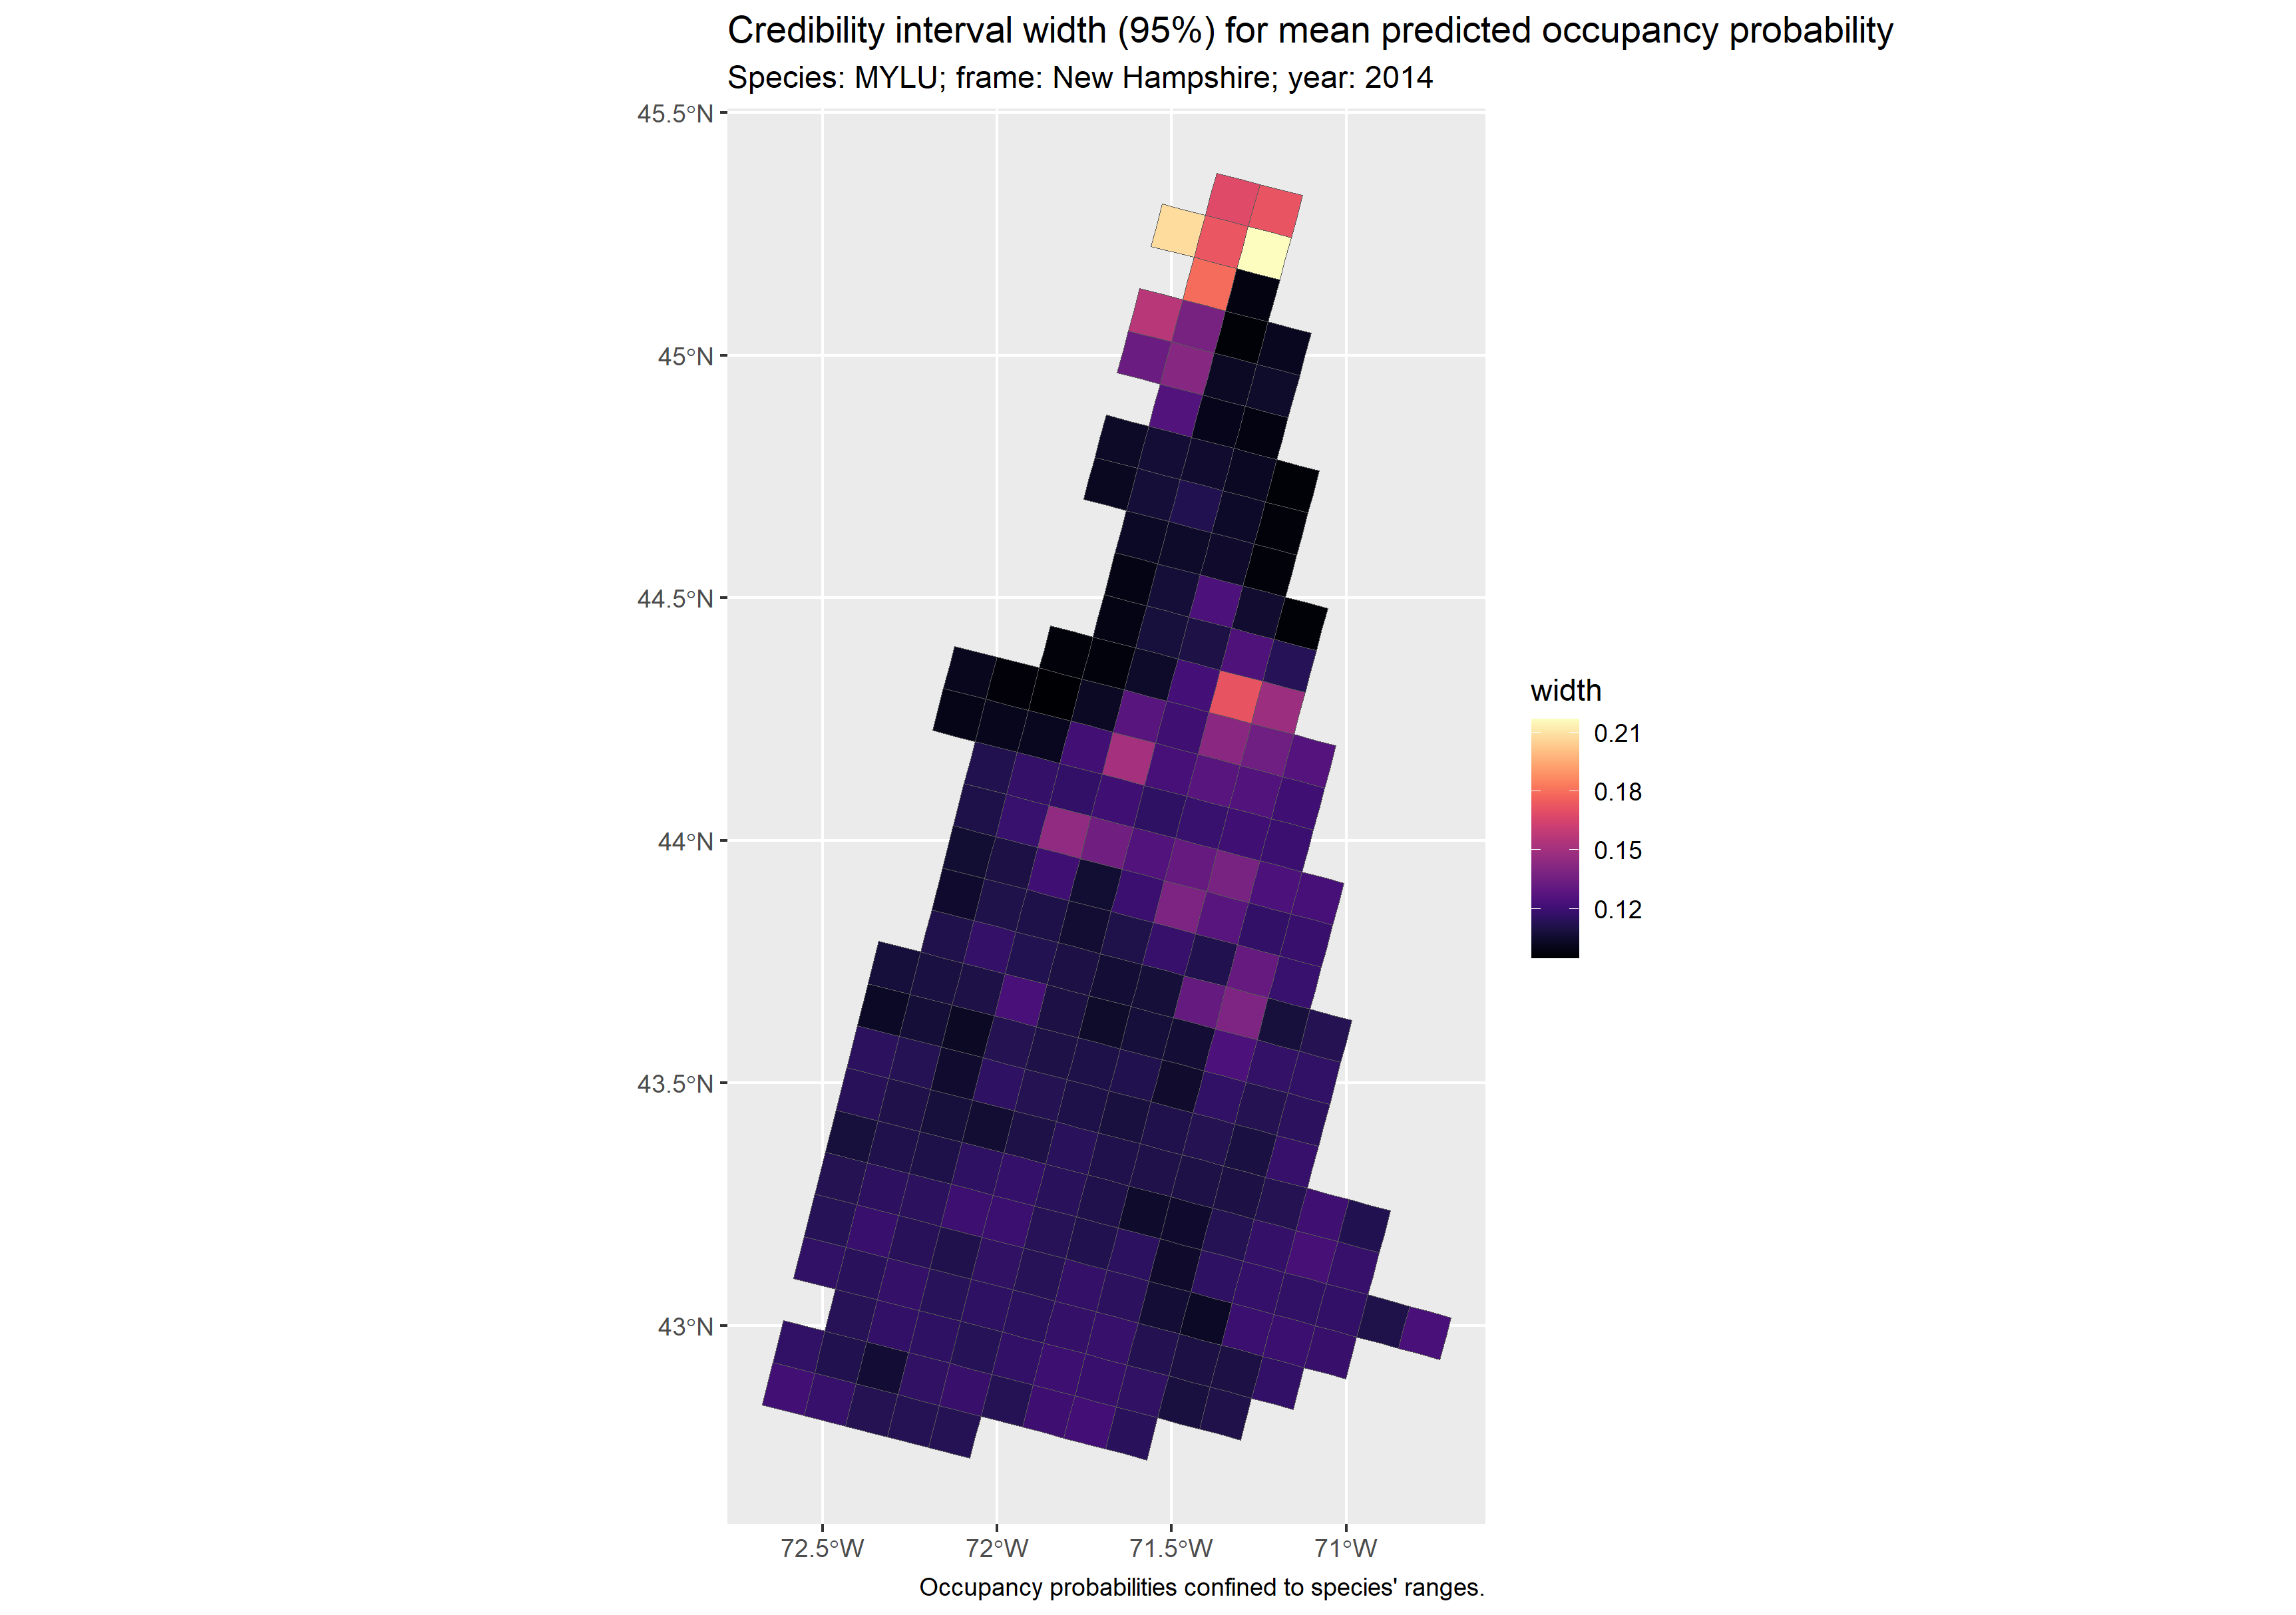 Credibility interval width (95%) for mean predicted occupancy probability
Species: MYLU; frame: New Hampshire; year: 2014
45.5°N
45°N
44.5°N
44°N
43.5°N
43°N
width
0.21
0.18
0.15
0.12
72.5°W
72°W
71.5°W
71°W
Occupancy probabilities confined to species' ranges.